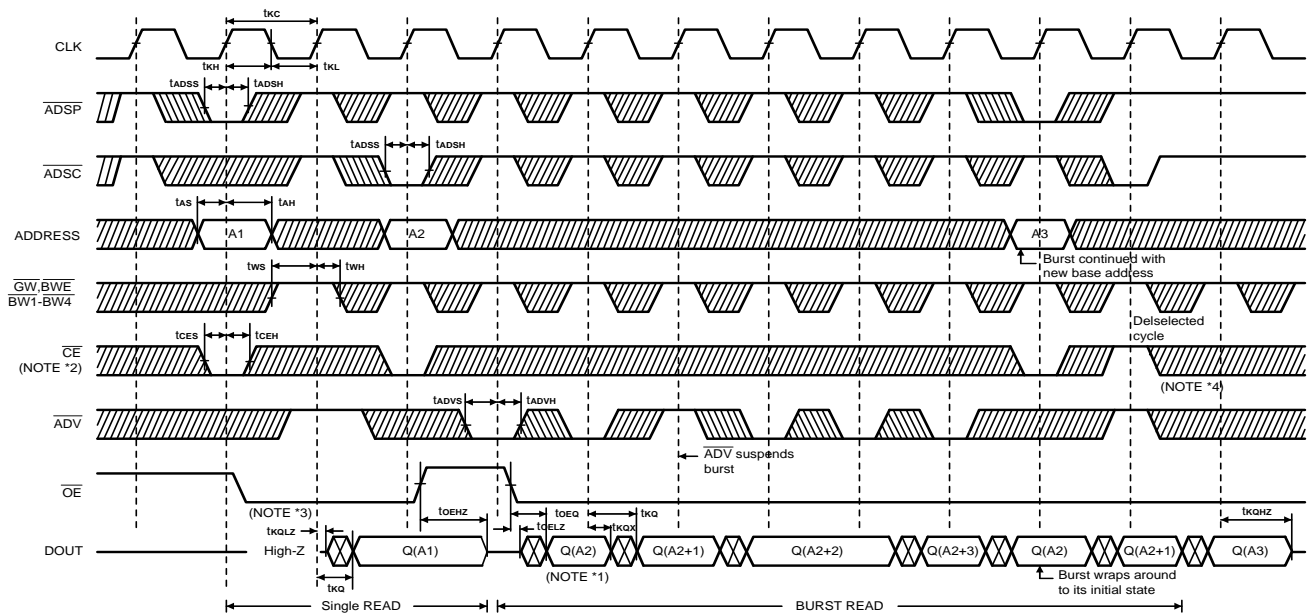 tKC
CLK
tKH
tKL
tADSS
tADSH
ADSP
tADSS
tADSH
ADSC
tAS
tAH
ADDRESS
A1
A2
A3
Burst continued with
new base address
tWS
tWH
GW,BWE
BW1-BW4
Delselected
cycle
tCES
tCEH
CE
(NOTE *2)
(NOTE *4)
tADVS
tADVH
ADV
ADV suspends
burst
OE
(NOTE *3)
tOEHZ
tOEQ
tKQ
tKQLZ
tOELZ
tKQX
tKQHZ
DOUT
High-Z
Q(A1)
Q(A2)
Q(A2+1)
Q(A2+2)
Q(A2+3)
Q(A2)
Q(A2+1)
Q(A3)
tKQ
(NOTE *1)
Burst wraps around
to its initial state
Single READ
BURST READ